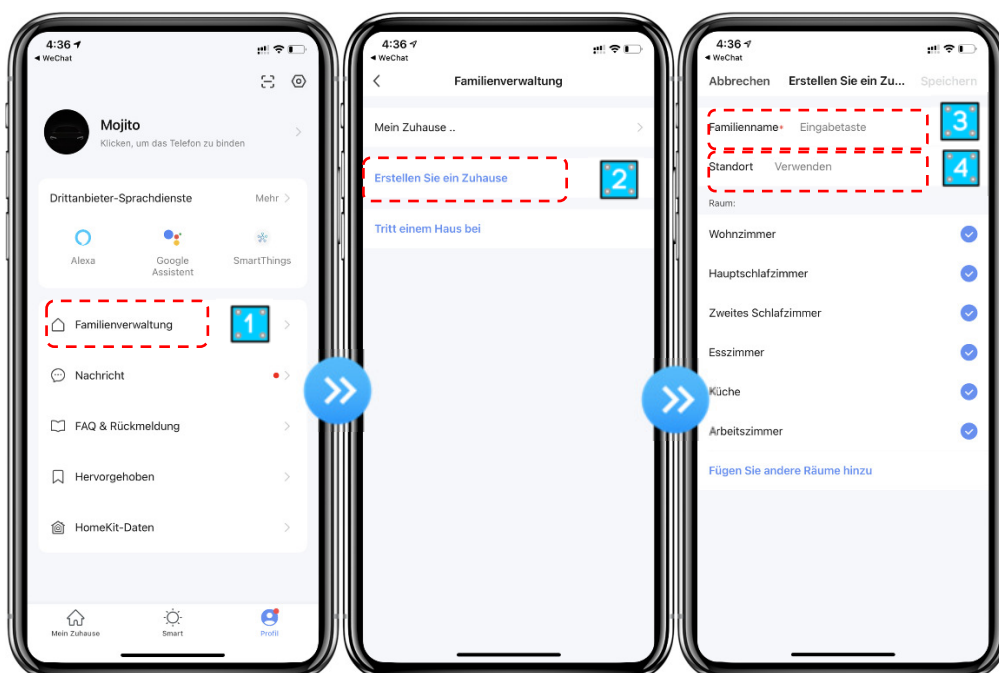 4:36
WeChat
Mojito
Klicken, um das Telefon zu binden
Drittanbieter-Sprachdienste Mehr
Alexa
Google Assistent
SmartThings
Familienverwaltung 1
Nachricht
FAQ & Rückmeldung
Hervorgehoben
HomeKit-Daten
Mein Zuhause Smart Profil
4:36
WeChat
Familienverwaltung
Mein Zuhause ..
Erstellen Sie ein Zuhause 2
Tritt einem Haus bei
4:36
WeChat
Abbrechen Erstellen Sie ein Zu... Speichern
Familienname* Eingabetaste 3
Standort Verwenden 4
Raum:
Wohnzimmer
Hauptschlafzimmer
Zweites Schlafzimmer
Esszimmer
Küche
Arbeitszimmer
Fügen Sie andere Räume hinzu